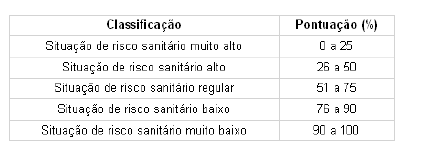 Classificação Pontuação (%)
Situação de risco sanitário muito alto 0 a 25
Situação de risco sanitário alto 26 a 50
Situação de risco sanitário regular 51 a 75
Situação de risco sanitário baixo 76 a 90
Situação de risco sanitário muito baixo 90 a 100